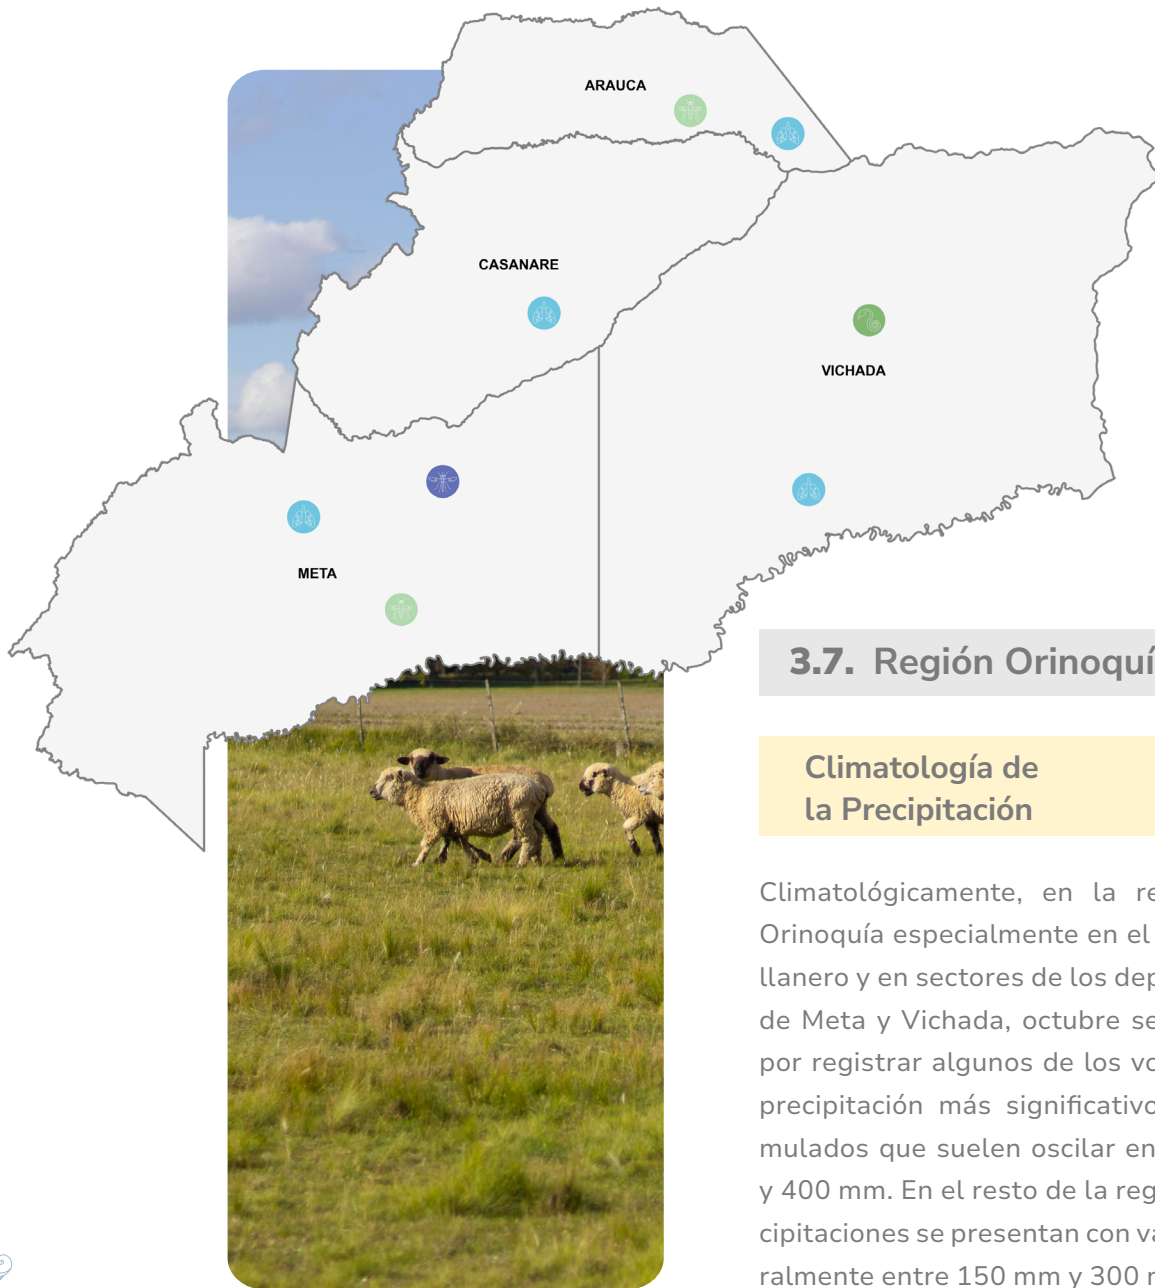 ARAUCA
CASANARE
VICHADA
META
3.7. Región Orinoquí
Climatología de
la Precipitación
Climatológicamente, en la re
Orinoquía especialmente en el
llanero y en sectores de los dep
de Meta y Vichada, octubre se
por registrar algunos de los vo
precipitación más significativo
mulados que suelen oscilar en
y 400 mm. En el resto de la reg
cipitaciones se presentan con va
ralmente entre 150 mm y 300